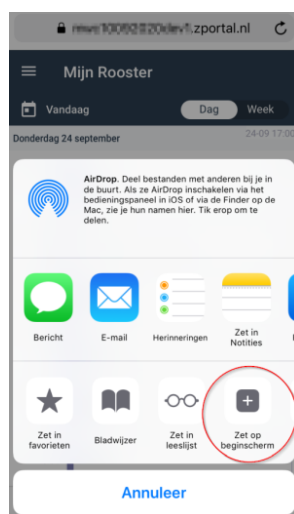 .zportal.nl
Mijn Rooster
Vandaag
Dag
Week
Donderdag 24 september
24-09 17:00
AirDrop. Deel bestanden met anderen bij je in
de buurt. Als ze AirDrop inschakelen via het
bedieningspaneel in iOS of via de Finder op de
Mac, zie je hun namen hier. Tik erop om te
delen.
Bericht
E-mail
Herinneringen
Zet in
Notities
Zet in
favorieten
Bladwijzer
Zet in
leeslijst
Zet op
beginscherm
Annuleer